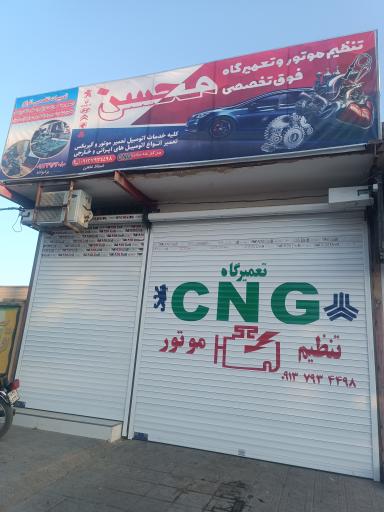 تنظیم موتور و تعمیرگاه
فوق تخصصی
محسن
کلیه خدمات اتومبیل تعمیر موتور و گیربکس
تعمیر انواع اتومبیل های ایرانی و خارجی
۰۹۱۳۷۹۳۴۴۹۸
تعمیرگاه
CNG
تنظیم موتور
۰۹۱۳ ۷۹۳ ۴۴۹۸